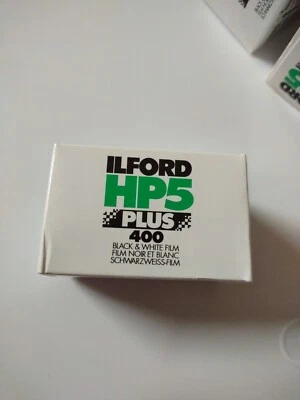 ILFORD
HP5
PLUS
400
BLACK & WHITE FILM
FILM NOIR ET BLANC
SCHWARZWEISS-FILM